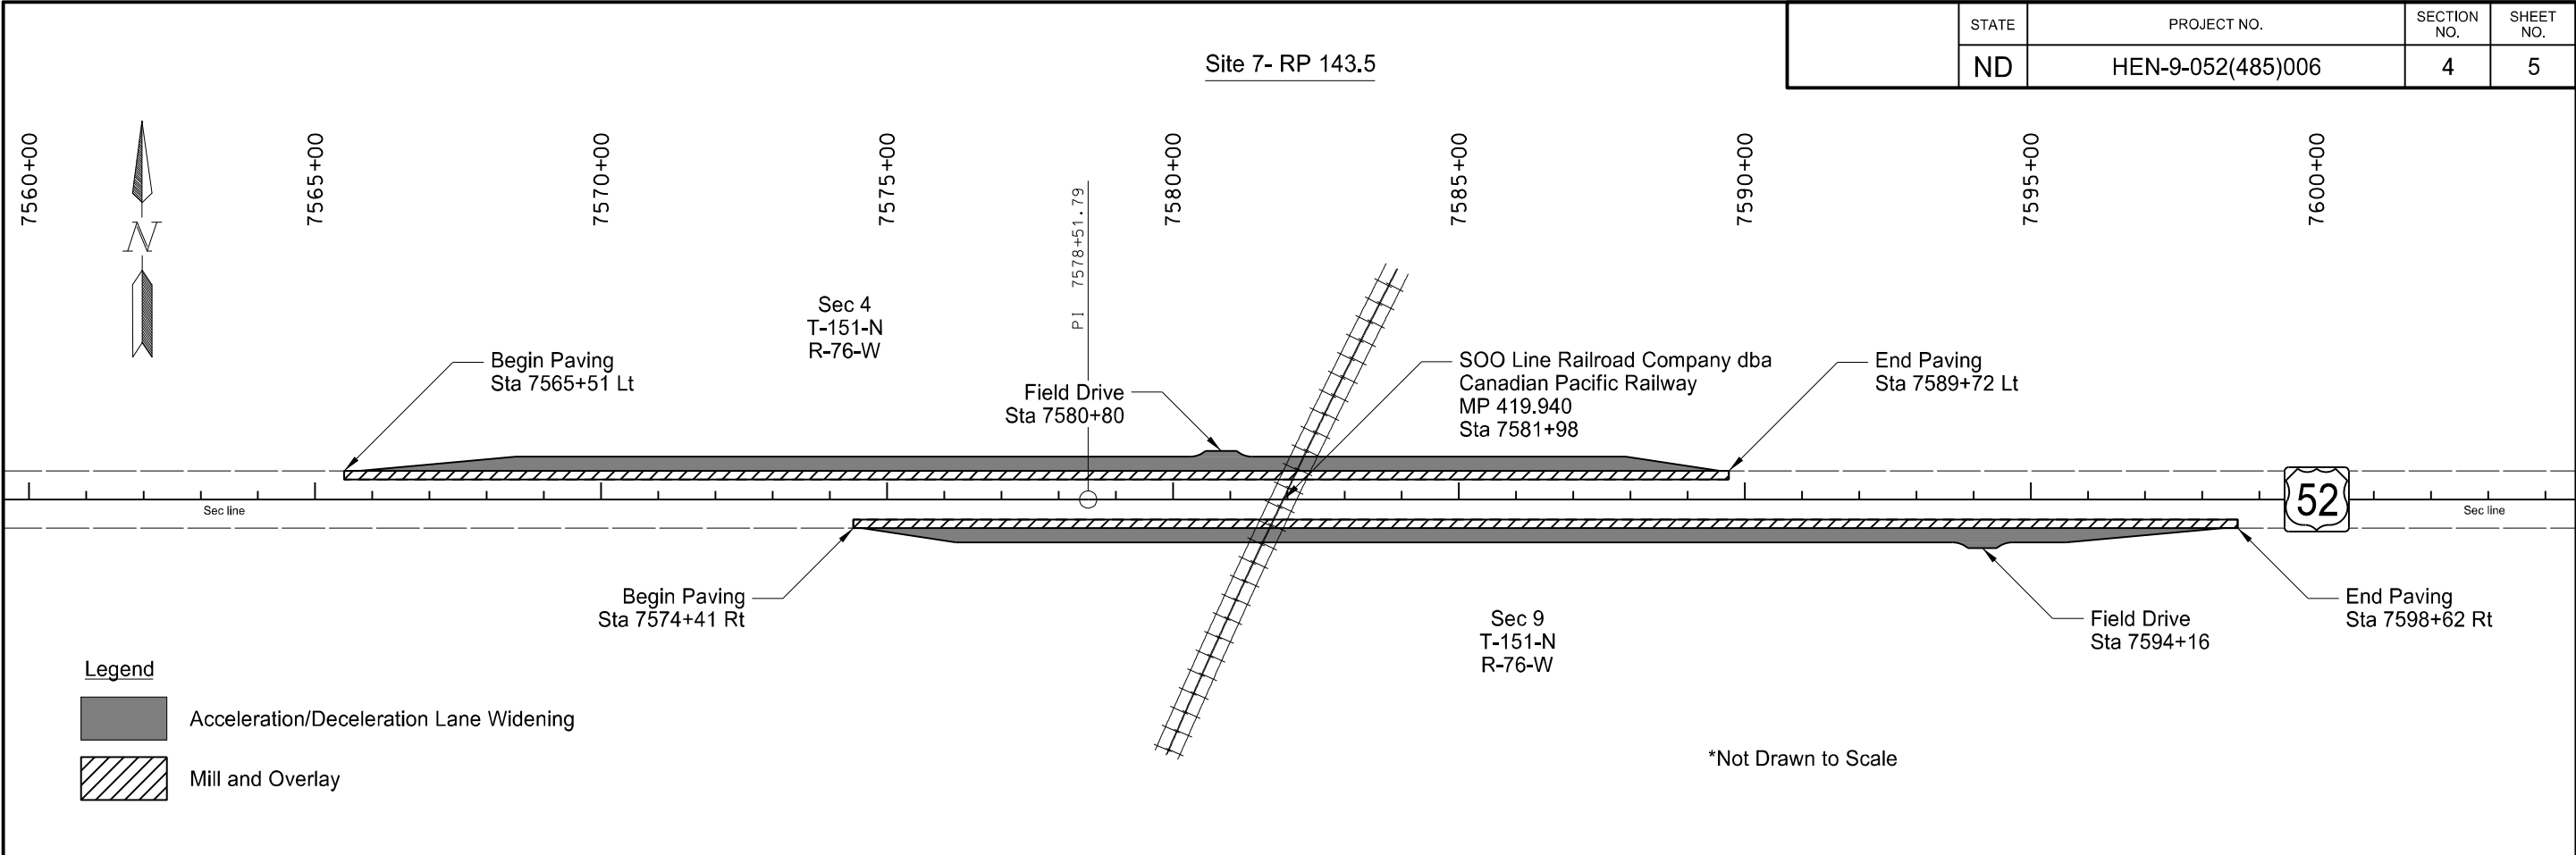 STATE
PROJECT NO.
SECTION
NO.
SHEET
NO.
ND
HEN-9-052(485)006
4
5
Site 7- RP 143.5
7560+00
7565+00
7570+00
7575+00
7580+00
7585+00
7590+00
7595+00
7600+00
PI 7578+51.79
N
Sec 4
T-151-N
R-76-W
Begin Paving
Sta 7565+51 Lt
Field Drive
Sta 7580+80
SOO Line Railroad Company dba
Canadian Pacific Railway
MP 419.940
Sta 7581+98
End Paving
Sta 7589+72 Lt
Sec line
52
Sec line
Begin Paving
Sta 7574+41 Rt
Sec 9
T-151-N
R-76-W
Field Drive
Sta 7594+16
End Paving
Sta 7598+62 Rt
Legend
Acceleration/Deceleration Lane Widening
Mill and Overlay
*Not Drawn to Scale